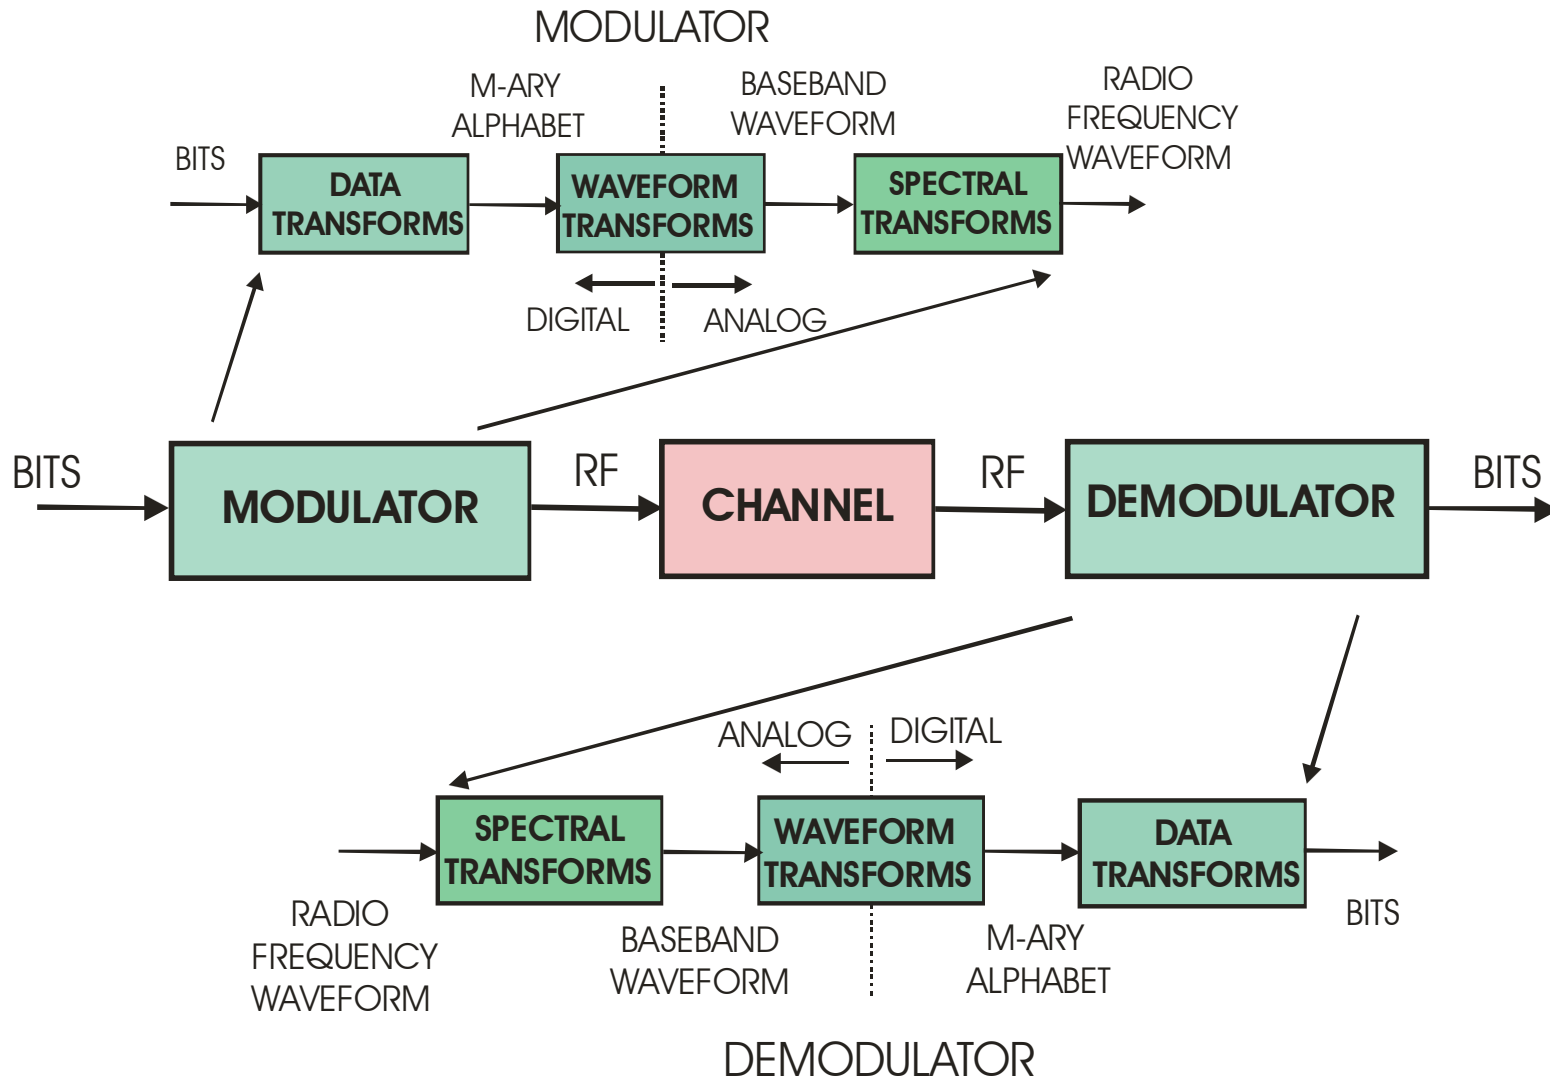 MODULATOR
M-ARY
ALPHABET
BASEBAND
WAVEFORM
RADIO
FREQUENCY
WAVEFORM
BITS
DATA
TRANSFORMS
WAVEFORM
TRANSFORMS
SPECTRAL
TRANSFORMS
DIGITAL
ANALOG
BITS
MODULATOR
RF
CHANNEL
RF
DEMODULATOR
BITS
ANALOG
DIGITAL
SPECTRAL
TRANSFORMS
WAVEFORM
TRANSFORMS
DATA
TRANSFORMS
RADIO
FREQUENCY
WAVEFORM
BASEBAND
WAVEFORM
M-ARY
ALPHABET
BITS
DEMODULATOR